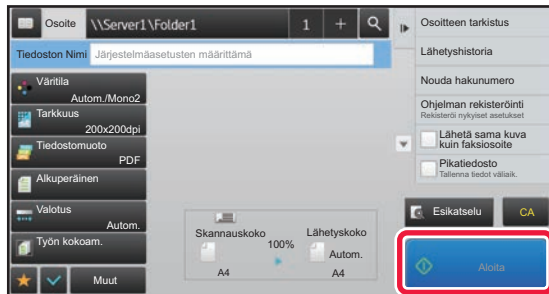 Osoite
\\Server1\Folder1
1
+
Tiedoston Nimi
Järjestelmäasetusten määrittämä
Väritila
Autom./Mono2
Tarkkuus
200x200dpi
Tiedostomuoto
PDF
Alkuperäinen
Valotus
Autom.
Työn kokoam.
Muut
Skannauskoko
100%
Lähetyskoko
Autom.
A4
A4
Osoitteen tarkistus
Lähetyshistoria
Nouda hakunumero
Ohjelman rekisteröinti
Rekisteröi nykyiset asetukset
Lähetä sama kuva
kuin faksiosoite
Pikatiedosto
Tallenna tiedot väliaik.
Esikatselu
CA
Aloita